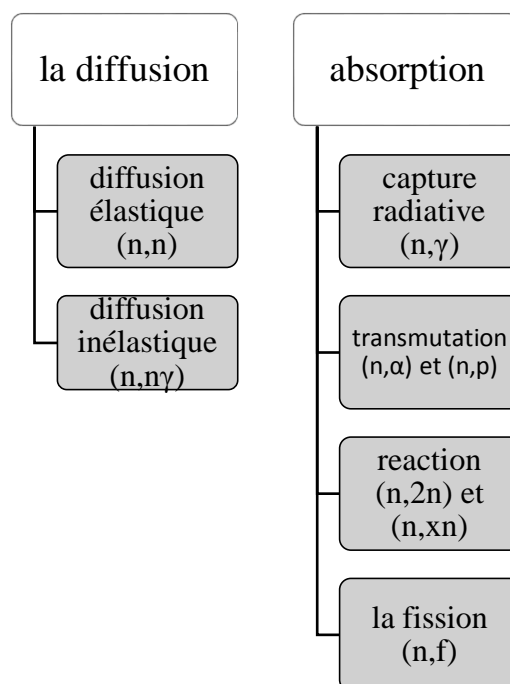 la diffusion
diffusion
élastique
(n,n)
diffusion
inélastique
(n,nγ)
absorption
capture
radiative
(n,γ)
transmutation
(n,α) et (n,p)
reaction
(n,2n) et
(n,xn)
la fission
(n,f)